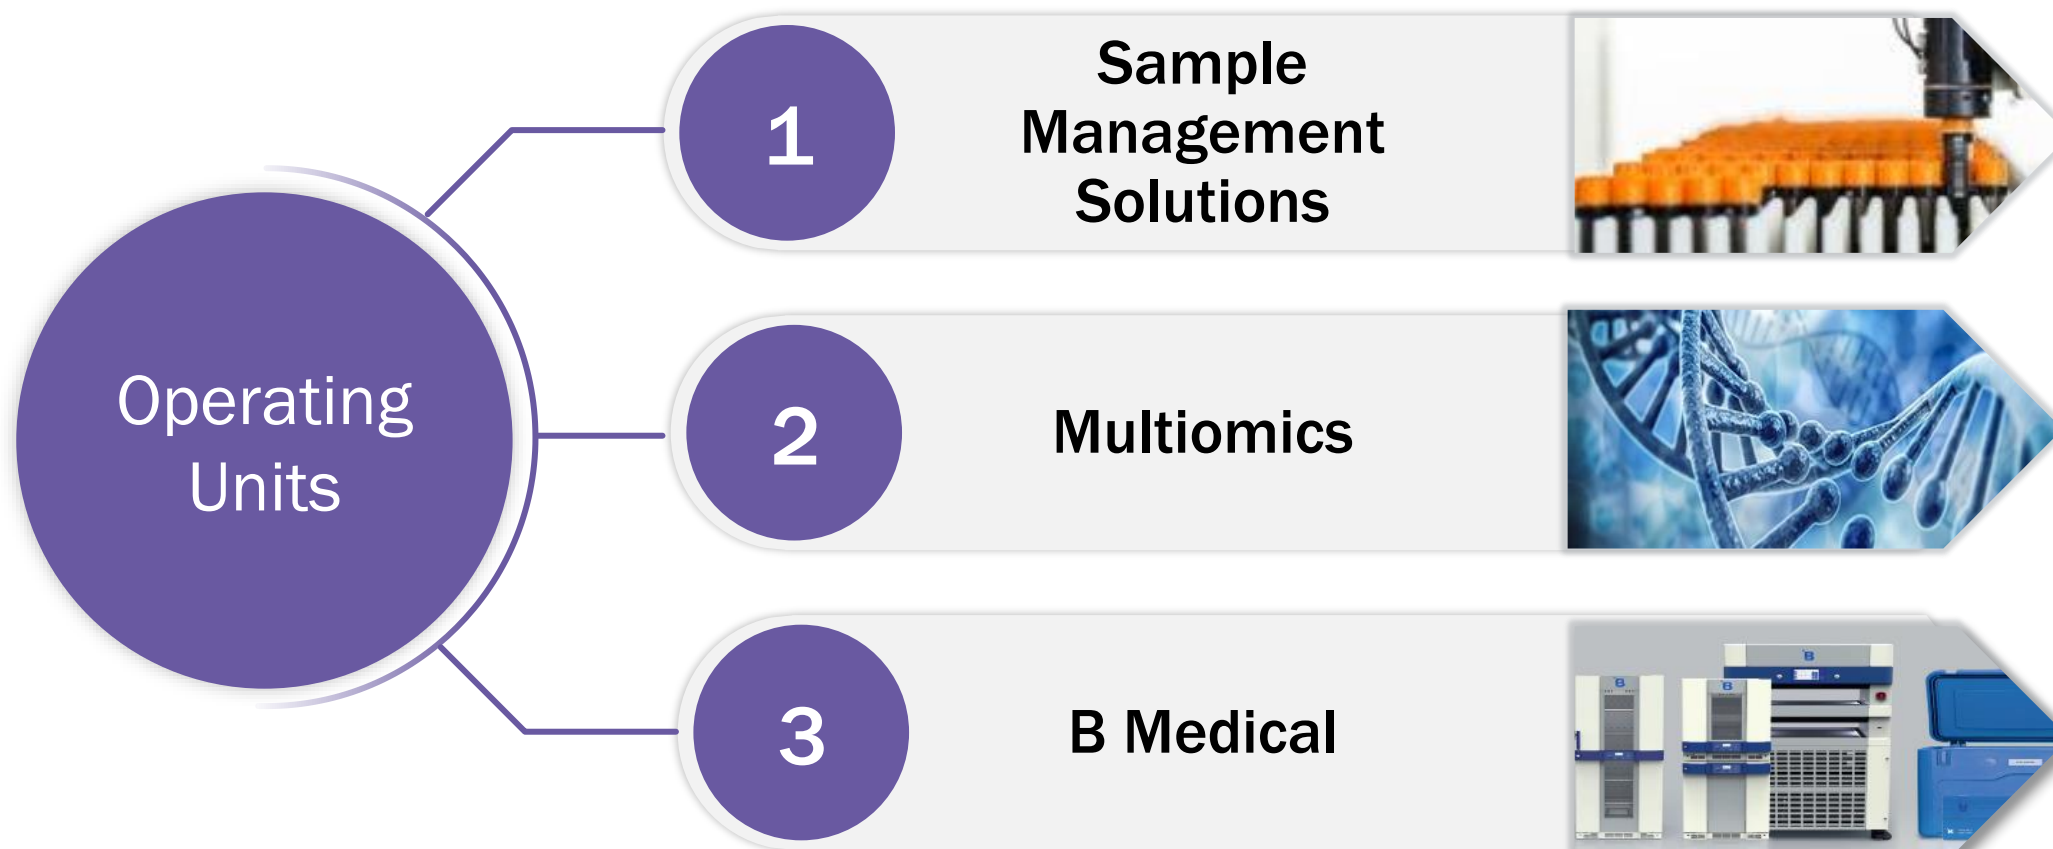 Operating
Units
1
Sample
Management
Solutions
2
Multiomics
3
B Medical
B
B
B